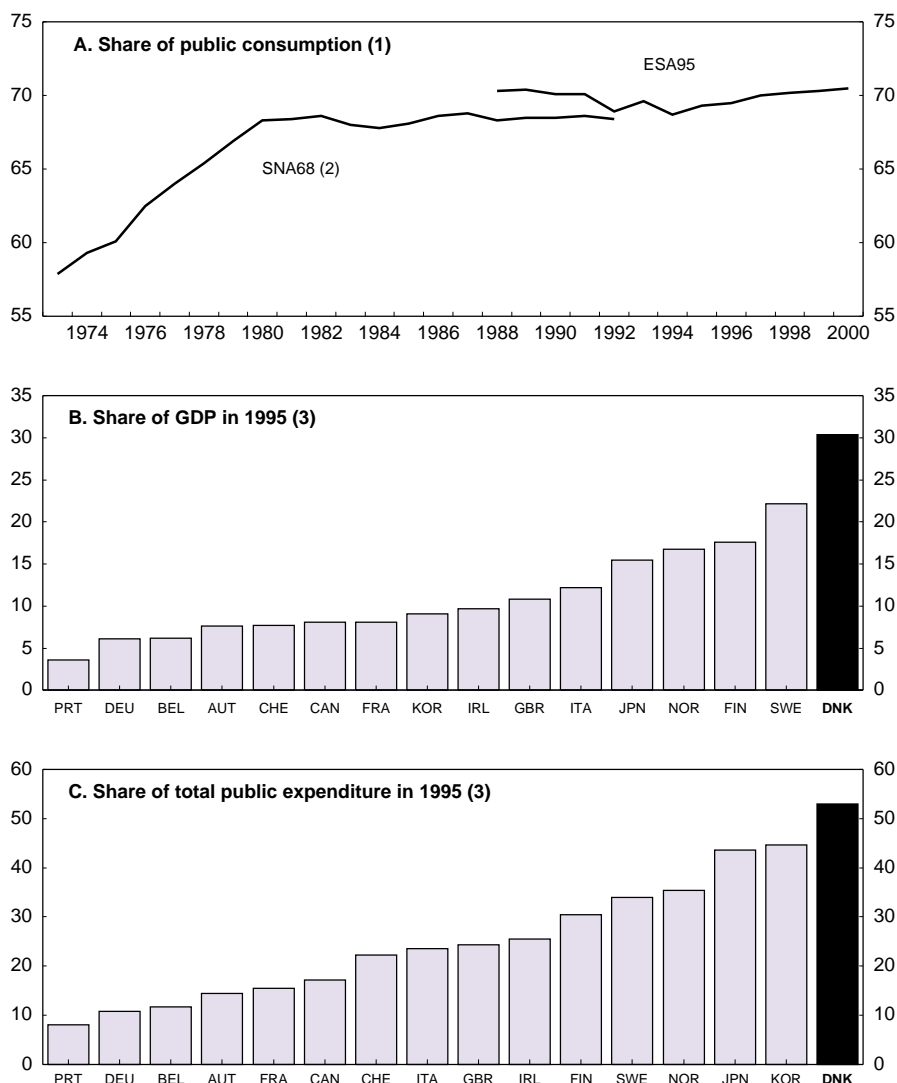 75 75
A. Share of public consumption (1)
ESA95
70 70
SNA68 (2)
65 65
60 60
55 55
1974 1976 1978 1980 1982 1984 1986 1988 1990 1992 1994 1996 1998 2000
35 35
B. Share of GDP in 1995 (3)
30 30
25 25
20 20
15 15
10 10
5 5
0 0
PRT DEU BEL AUT CHE CAN FRA KOR IRL GBR ITA JPN NOR FIN SWE DNK
60 60
C. Share of total public expenditure in 1995 (3)
50 50
40 40
30 30
20 20
10 10
0 0
PRT DEU BEL AUT FRA CAN CHE ITA GBR IRL FIN SWE NOR JPN KOR DNK